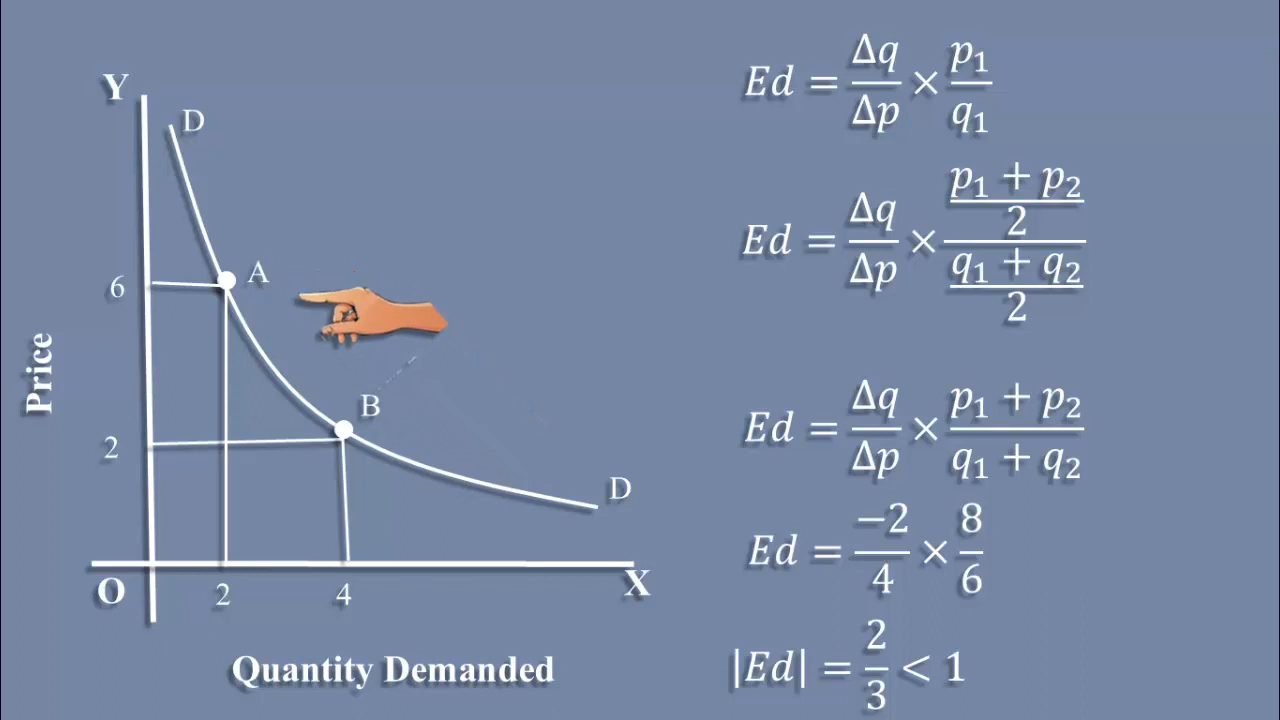 Y
D
A
6
Price
B
2
D
O
2
4
X
Quantity Demanded
Ed = Δq/Δp × p₁/q₁
Ed = Δq/Δp × ((p₁ + p₂)/2)/((q₁ + q₂)/2)
Ed = Δq/Δp × (p₁ + p₂)/(q₁ + q₂)
Ed = −2/4 × 8/6
|Ed| = 2/3 < 1